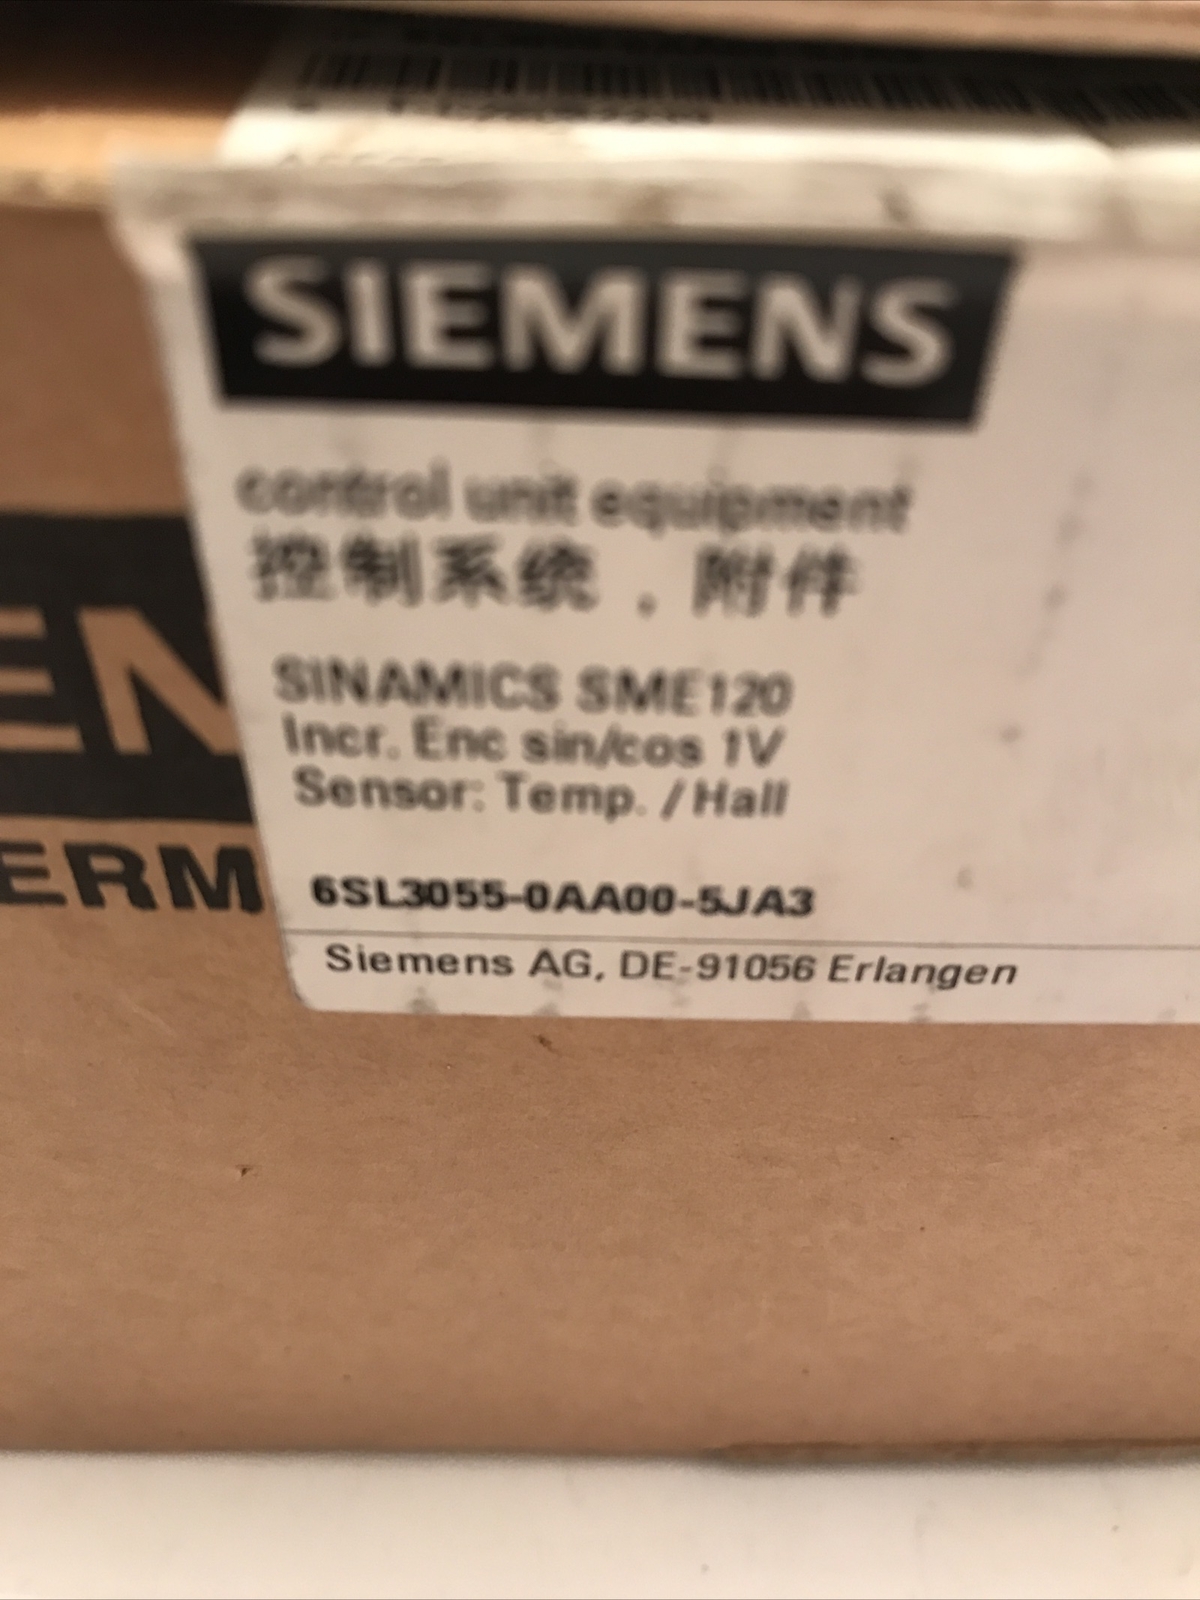 SIEMENS
control unit equipment
控制系统，附件
SINAMICS SME120
Incr. Enc sin/cos 1V
Sensor: Temp. / Hall
6SL3055-0AA00-5JA3
Siemens AG, DE-91056 Erlangen
EN
ERM